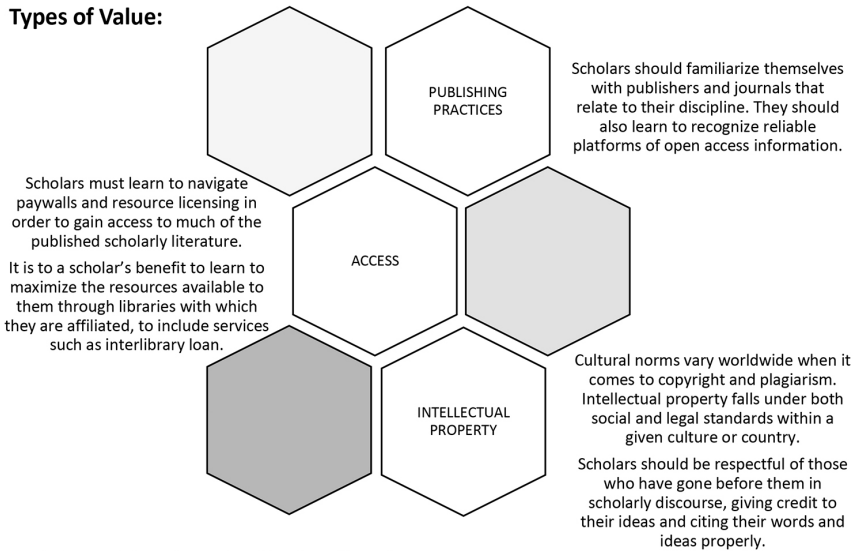 Types of Value:
PUBLISHING
PRACTICES
Scholars should familiarize themselves
with publishers and journals that
relate to their discipline. They should
also learn to recognize reliable
platforms of open access information.
Scholars must learn to navigate
paywalls and resource licensing in
order to gain access to much of the
published scholarly literature.
It is to a scholar’s benefit to learn to
maximize the resources available to
them through libraries with which
they are affiliated, to include services
such as interlibrary loan.
ACCESS
INTELLECTUAL
PROPERTY
Cultural norms vary worldwide when it
comes to copyright and plagiarism.
Intellectual property falls under both
social and legal standards within a
given culture or country.
Scholars should be respectful of those
who have gone before them in
scholarly discourse, giving credit to
their ideas and citing their words and
ideas properly.